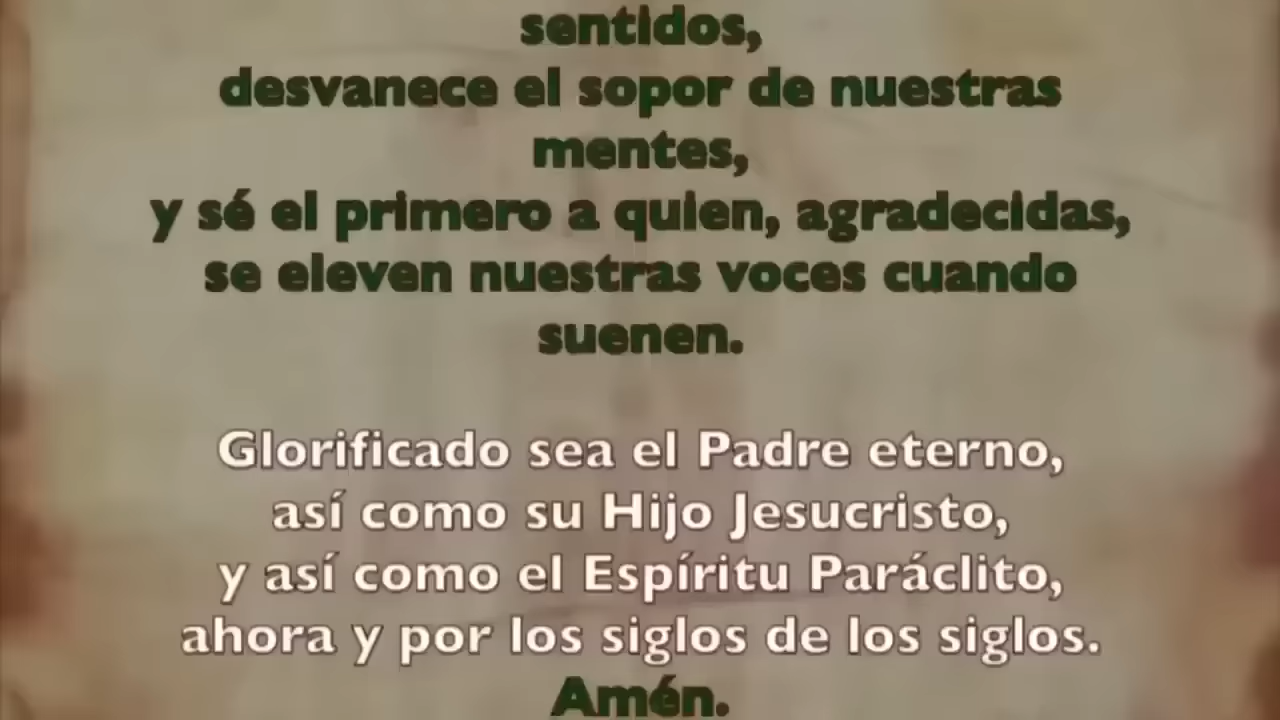 sentidos,
desvanece el sopor de nuestras
mentes,
y sé el primero a quien, agradecidas,
se eleven nuestras voces cuando
suenen.
Glorificado sea el Padre eterno,
así como su Hijo Jesucristo,
y así como el Espíritu Paráclito,
ahora y por los siglos de los siglos.
Amén.